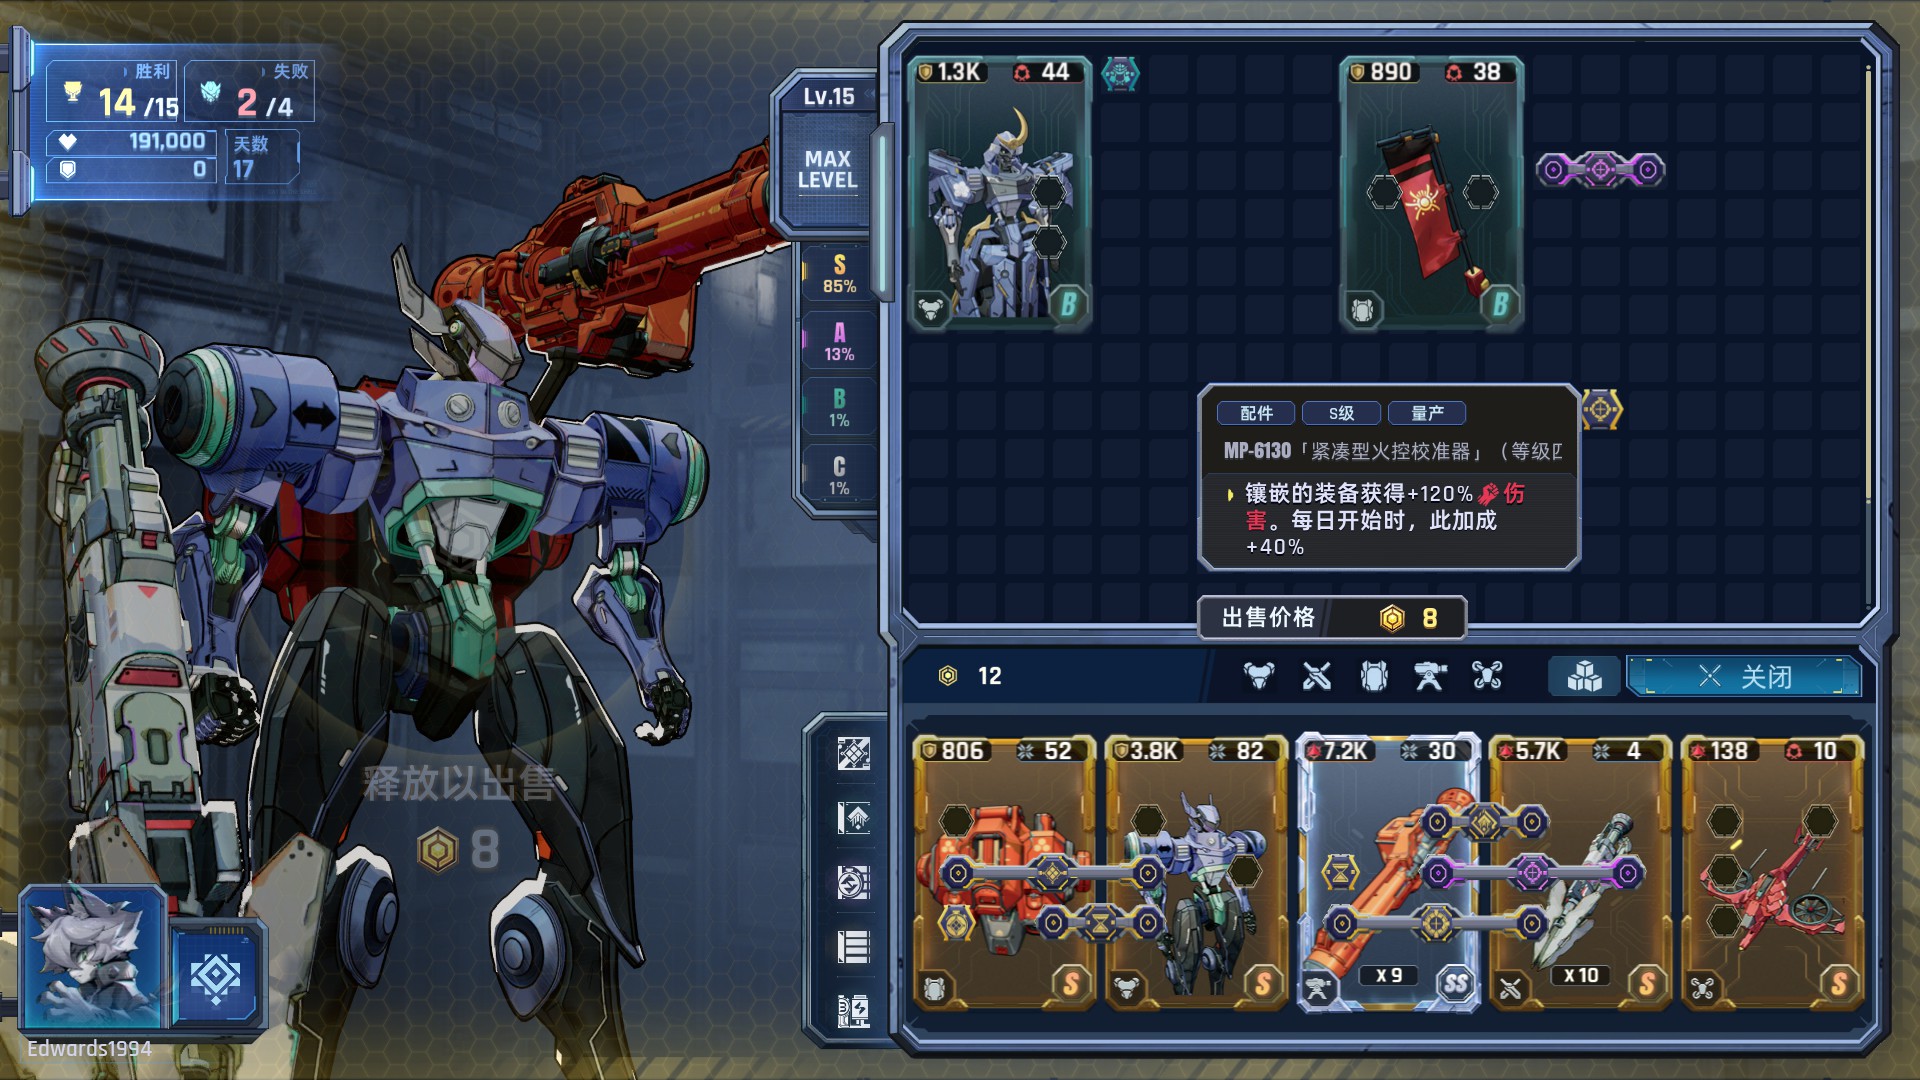 胜利
14 /15
失败
2 /4
191,000
0
天数
17
Lv.15
MAX
LEVEL
S
85%
A
13%
B
1%
C
1%
1.3K
44
B
890
38
B
配件
S级
量产
MP-6130「紧凑型火控校准器」（等级
镶嵌的装备获得+120% 伤
害。每日开始时，此加成
+40%
出售价格
8
12
关闭
释放以出售
8
806
52
S
3.8K
82
S
7.2K
30
x 9
SS
5.7K
4
x 10
S
138
10
S
Edwards1994